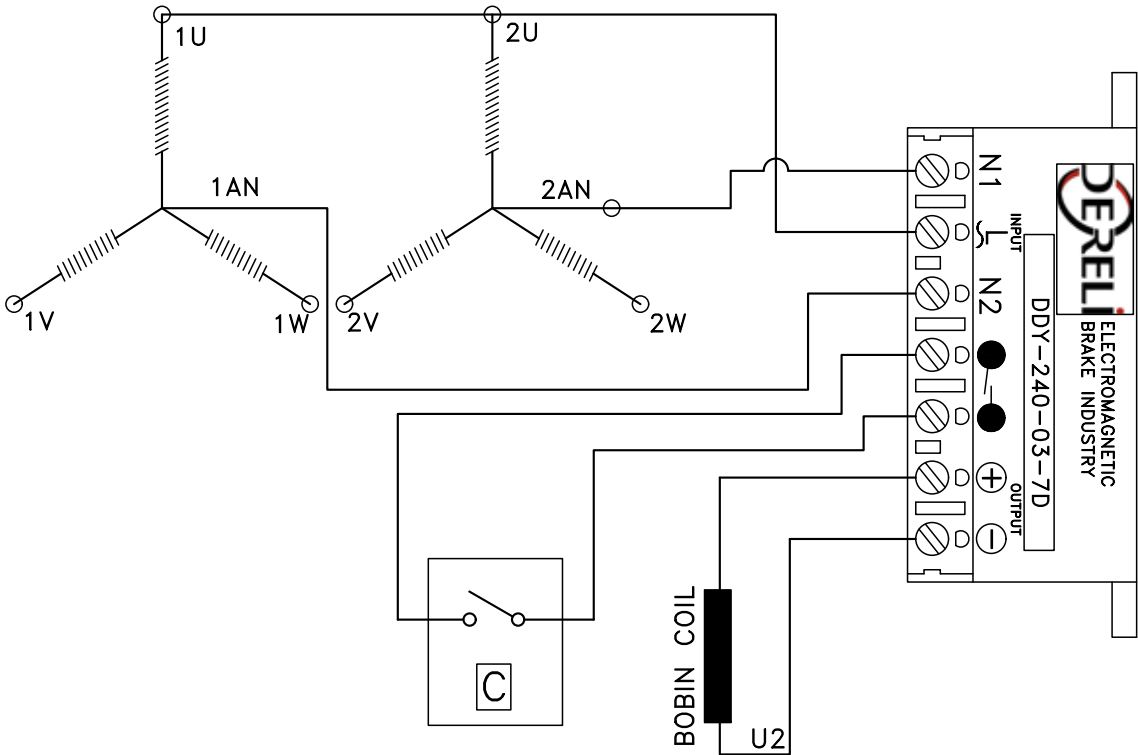 1U
2U
1AN
2AN
1V
1W
2V
2W
N1
L
INPUT
N2
+
OUTPUT
−
DERELİ
ELECTROMAGNETIC
BRAKE INDUSTRY
DDY-240-03-7D
C
BOBIN COIL
U2